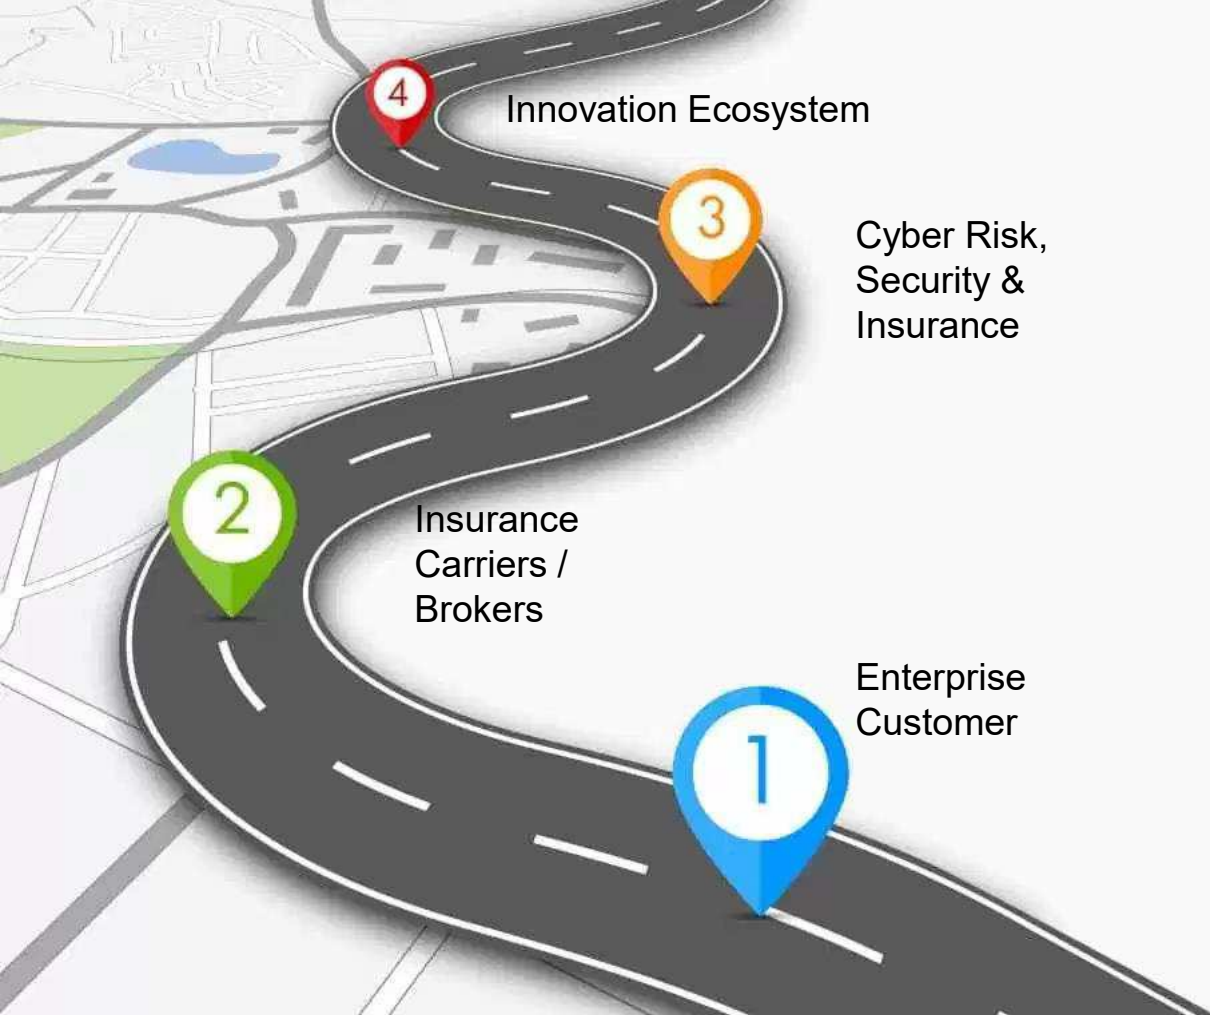 4
Innovation Ecosystem
3
Cyber Risk,
Security &
Insurance
2
Insurance
Carriers /
Brokers
Enterprise
Customer
1